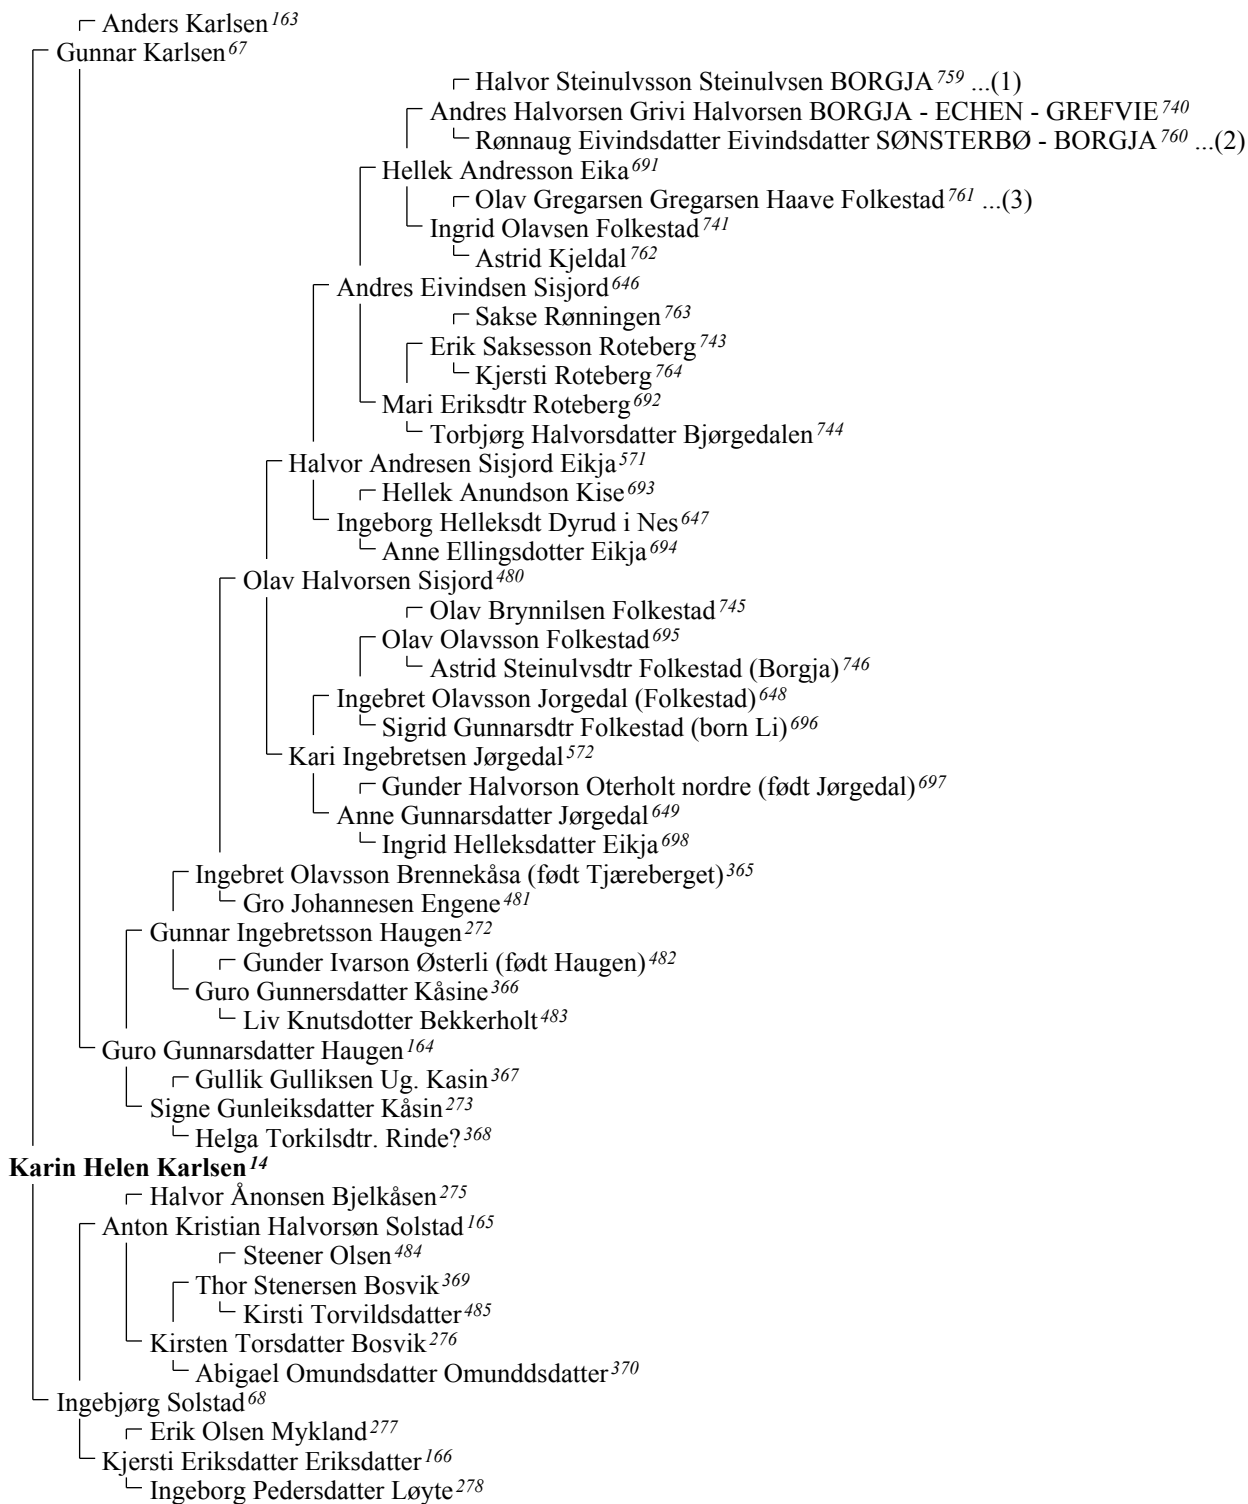 Anders Karlsen163
Gunnar Karlsen67
Halvor Steinulvsson Steinulvsen BORGJA759 ...(1)
Andres Halvorsen Grivi Halvorsen BORGJA - ECHEN - GREFVIE740
Rønnaug Eivindsdatter Eivindsdatter SØNSTERBØ - BORGJA760 ...(2)
Hellek Andresson Eika691
Olav Gregarsen Gregarsen Haave Folkestad761 ...(3)
Ingrid Olavsen Folkestad741
Astrid Kjeldal762
Andres Eivindsen Sisjord646
Sakse Rønningen763
Erik Saksesson Roteberg743
Kjersti Roteberg764
Mari Eriksdtr Roteberg692
Torbjørg Halvorsdatter Bjørgedalen744
Halvor Andresen Sisjord Eikja571
Hellek Anundson Kise693
Ingeborg Helleksdt Dyrud i Nes647
Anne Ellingsdotter Eikja694
Olav Halvorsen Sisjord480
Olav Brynnilsen Folkestad745
Olav Olavsson Folkestad695
Astrid Steinulvsdtr Folkestad (Borgja)746
Ingebret Olavsson Jorgedal (Folkestad)648
Sigrid Gunnarsdtr Folkestad (born Li)696
Kari Ingebretsen Jørgedal572
Gunder Halvorson Oterholt nordre (født Jørgedal)697
Anne Gunnarsdatter Jørgedal649
Ingrid Helleksdatter Eikja698
Ingebret Olavsson Brennekåsa (født Tjæreberget)365
Gro Johannesen Engene481
Gunnar Ingebretsson Haugen272
Gunder Ivarson Østerli (født Haugen)482
Guro Gunnersdatter Kåsine366
Liv Knutsdotter Bekkerholt483
Guro Gunnarsdatter Haugen164
Gullik Gulliksen Ug. Kasin367
Signe Gunleiksdatter Kåsin273
Helga Torkilsdtr. Rinde?368
Karin Helen Karlsen14
Halvor Ånonsen Bjelkåsen275
Anton Kristian Halvorsøn Solstad165
Steener Olsen484
Thor Stenersen Bosvik369
Kirsti Torvildsdatter485
Kirsten Torsdatter Bosvik276
Abigael Omundsdatter Omunddsdatter370
Ingebjørg Solstad68
Erik Olsen Mykland277
Kjersti Eriksdatter Eriksdatter166
Ingeborg Pedersdatter Løyte278